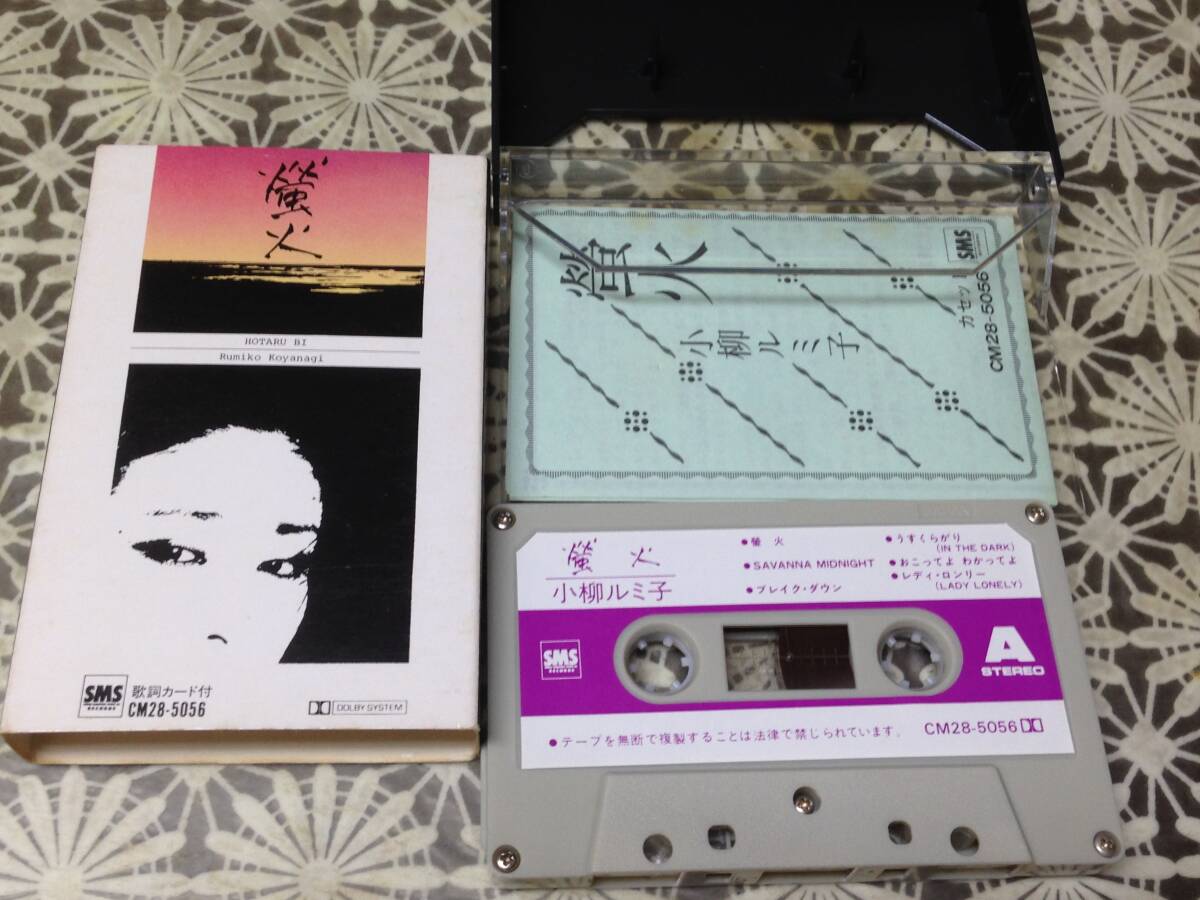 螢火
HOTARU BI
Rumiko Koyanagi
SMS
RECORDS
歌詞カード付
CM28-5056
DOLBY SYSTEM
螢火
小柳ルミ子
SMS
カセット
CM28-5056
螢火
小柳ルミ子
●螢 火
●SAVANNA MIDNIGHT
●ブレイク・ダウン
●うすくらがり
(IN THE DARK)
●おこってよ わかってよ
●レディ・ロンリー
(LADY LONELY)
SMS
RECORDS
A
STEREO
●テープを無断で複製することは法律で禁じられています。
CM28-5056